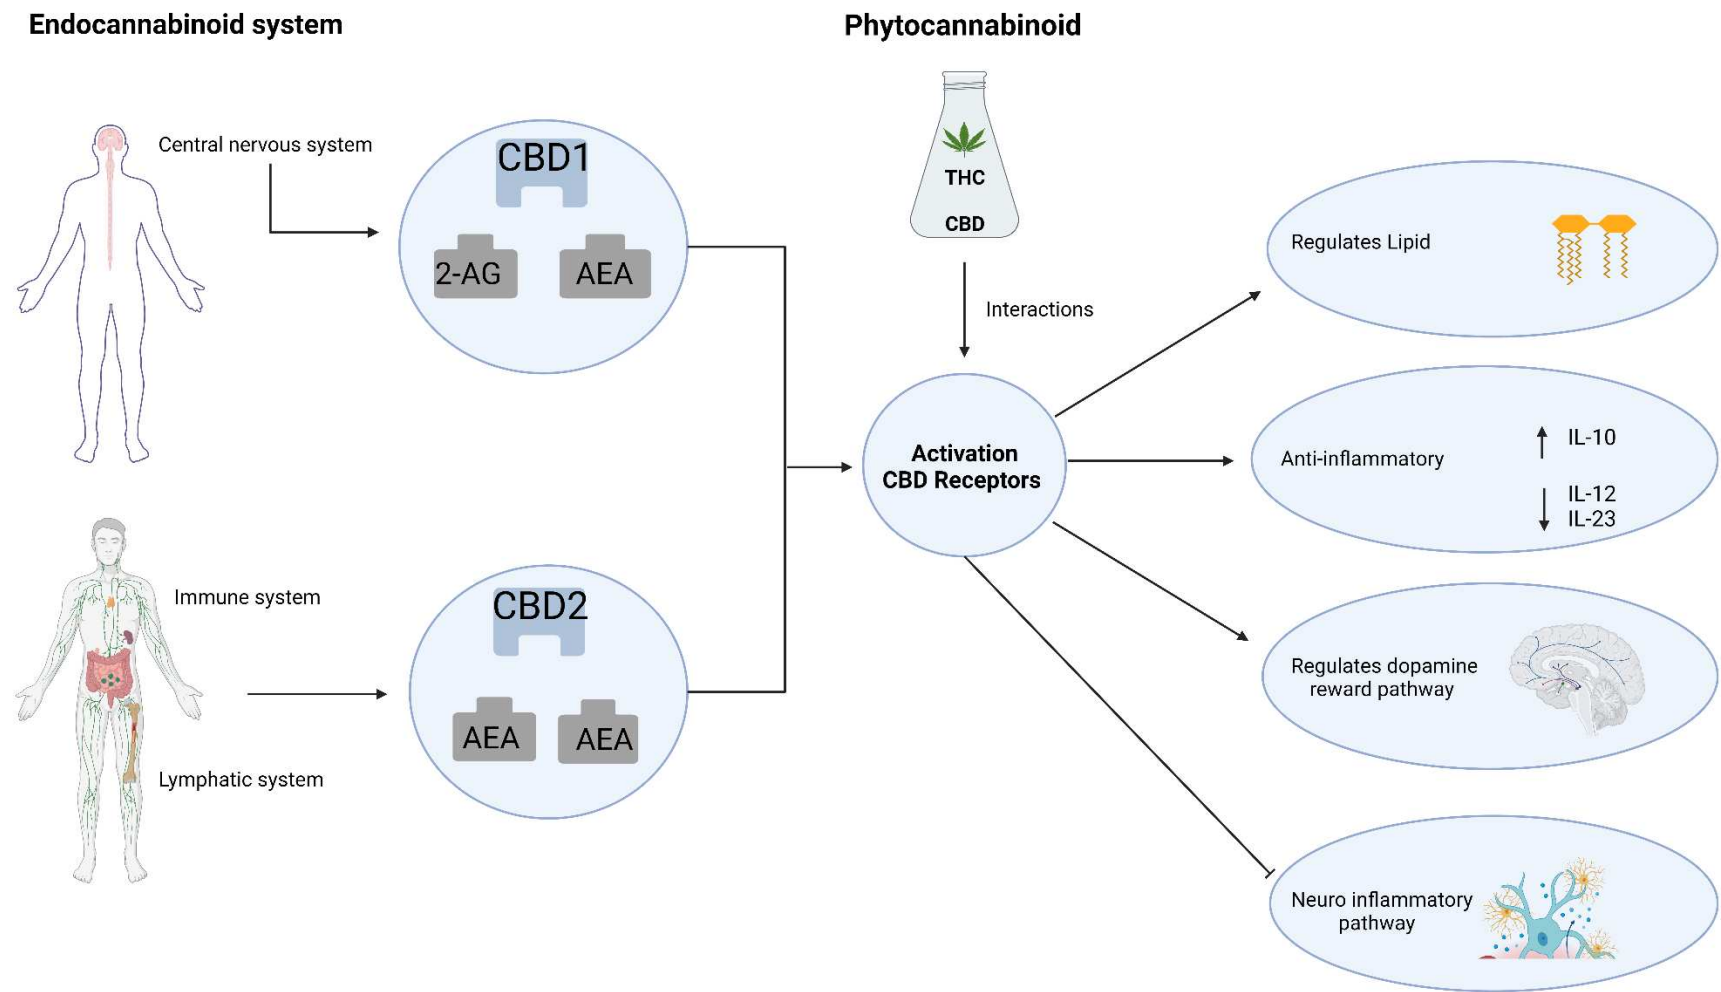 Endocannabinoid system
Phytocannabinoid
Central nervous system
CBD1
2-AG
AEA
Immune system
Lymphatic system
CBD2
AEA
AEA
THC
CBD
Interactions
Activation
CBD Receptors
Regulates Lipid
Anti-inflammatory
IL-10
IL-12
IL-23
Regulates dopamine
reward pathway
Neuro inflammatory
pathway